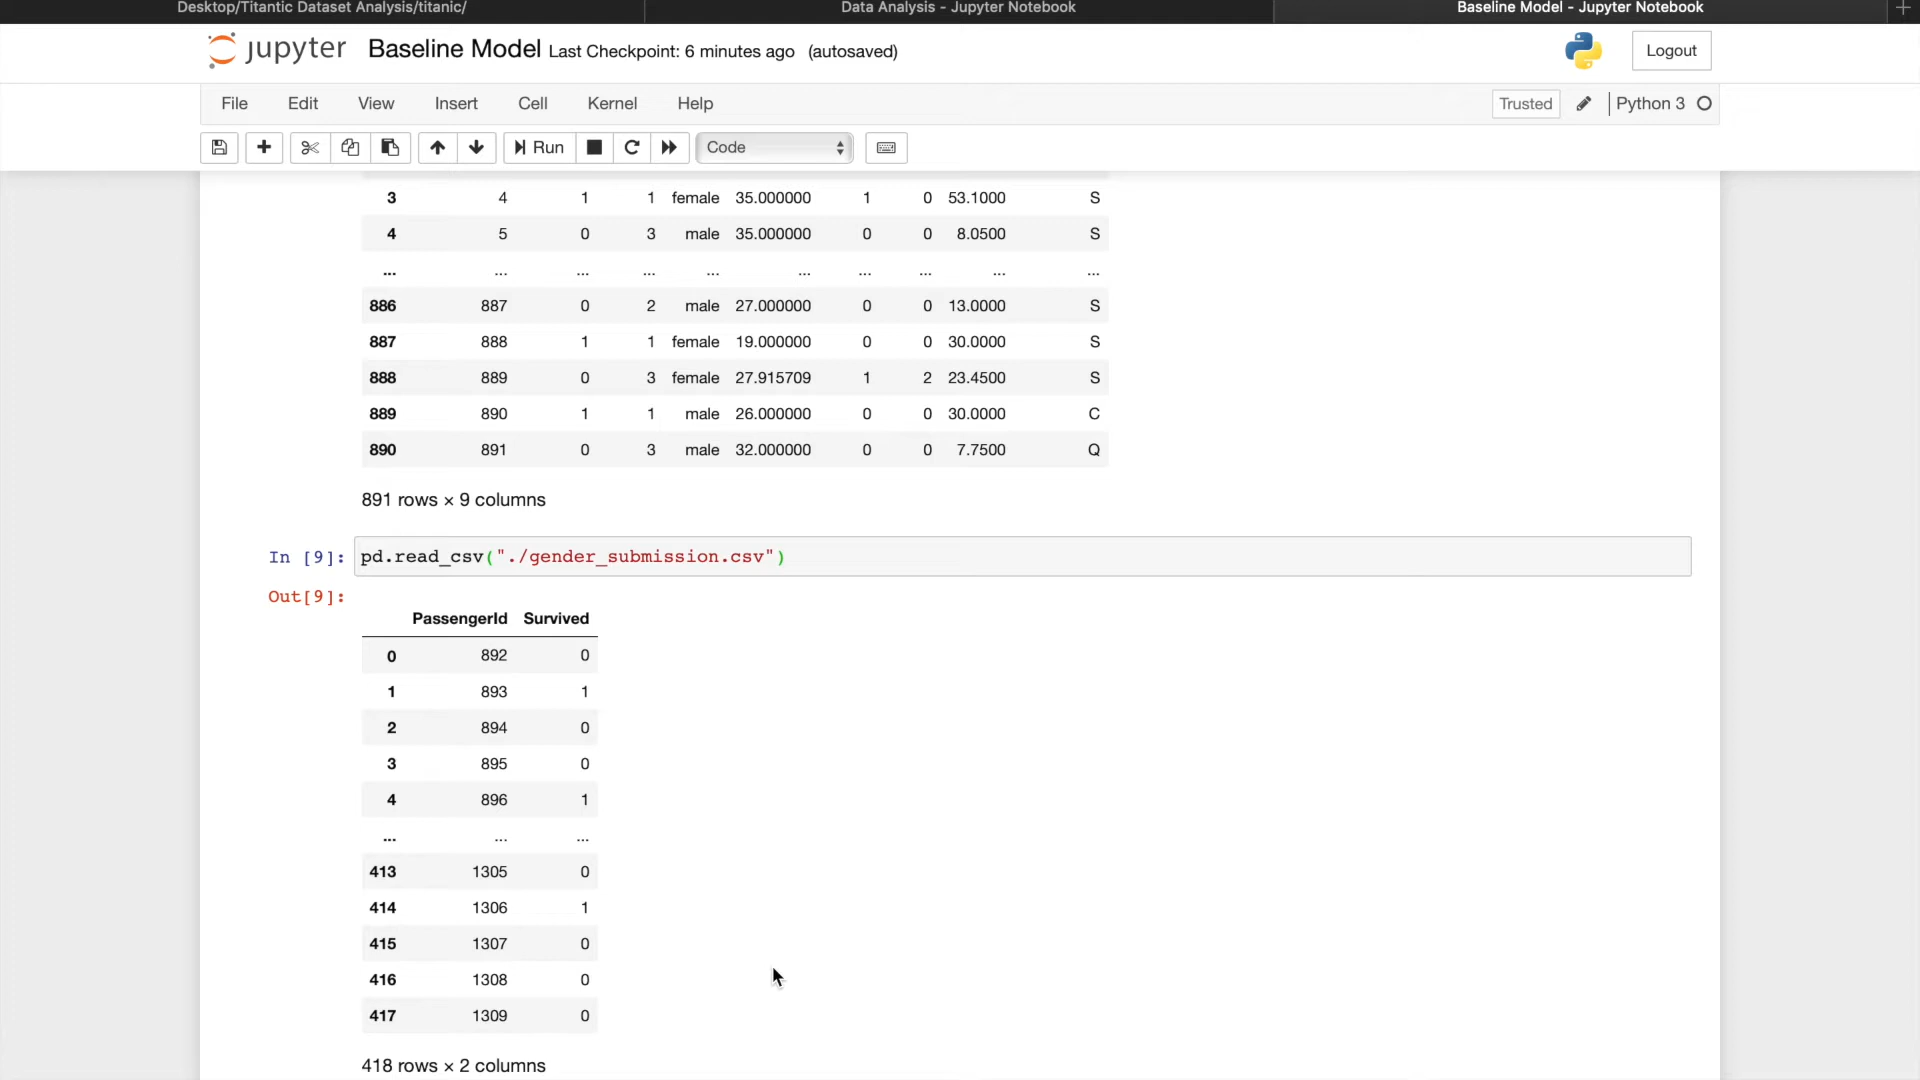 Desktop/Titantic Dataset Analysis/titanic/ Data Analysis - Jupyter Notebook Baseline Model - Jupyter Notebook +
jupyter Baseline Model Last Checkpoint: 6 minutes ago (autosaved) Logout
File Edit View Insert Cell Kernel Help Trusted Python 3
Run Code
3 4 1 1 female 35.000000 1 0 53.1000 S
4 5 0 3 male 35.000000 0 0 8.0500 S
... ... ... ... ... ... ... ... ... ...
886 887 0 2 male 27.000000 0 0 13.0000 S
887 888 1 1 female 19.000000 0 0 30.0000 S
888 889 0 3 female 27.915709 1 2 23.4500 S
889 890 1 1 male 26.000000 0 0 30.0000 C
890 891 0 3 male 32.000000 0 0 7.7500 Q
891 rows × 9 columns
In [9]: pd.read_csv("./gender_submission.csv")
Out[9]:
PassengerId Survived
0 892 0
1 893 1
2 894 0
3 895 0
4 896 1
... ... ...
413 1305 0
414 1306 1
415 1307 0
416 1308 0
417 1309 0
418 rows × 2 columns